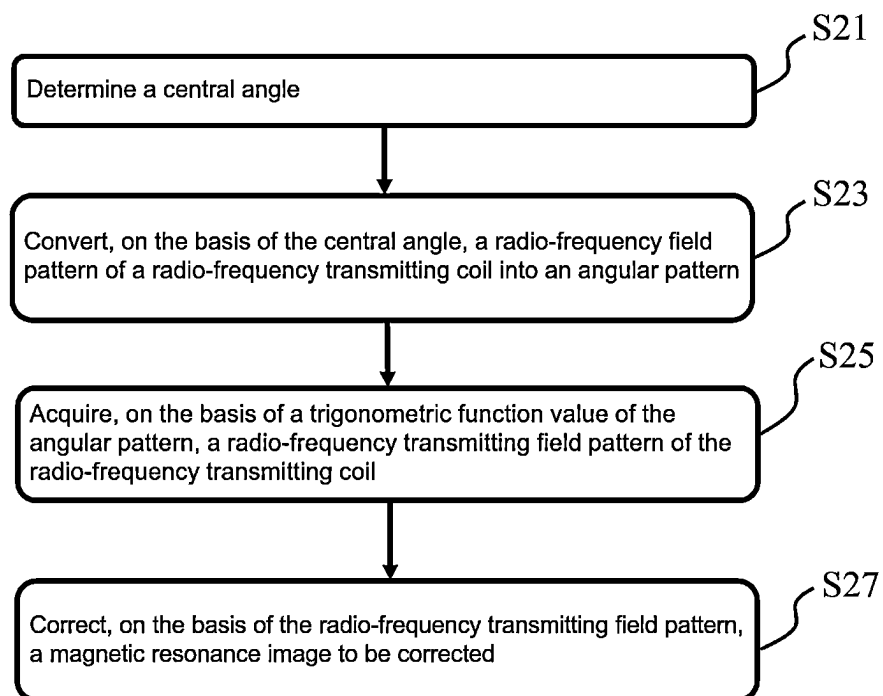 S21
Determine a central angle
S23
Convert, on the basis of the central angle, a radio-frequency field
pattern of a radio-frequency transmitting coil into an angular pattern
S25
Acquire, on the basis of a trigonometric function value of the
angular pattern, a radio-frequency transmitting field pattern of the
radio-frequency transmitting coil
S27
Correct, on the basis of the radio-frequency transmitting field pattern,
a magnetic resonance image to be corrected